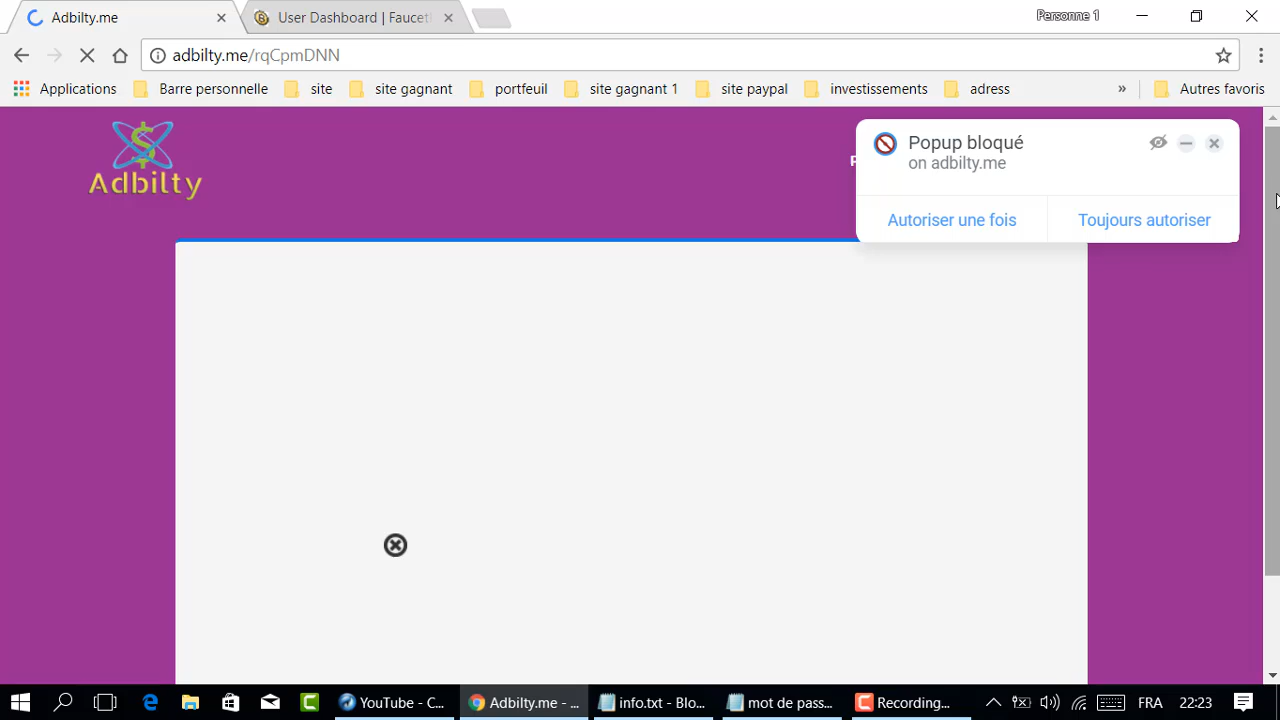 Adbilty.me
User Dashboard | Faucet
Personne 1
adbilty.me/rqCpmDNN
Applications
Barre personnelle
site
site gagnant
portfeuil
site gagnant 1
site paypal
investissements
adress
»
Autres favoris
Adbilty
Popup bloqué
on adbilty.me
Autoriser une fois
Toujours autoriser
YouTube - C...
Adbilty.me - ...
info.txt - Blo...
mot de pass...
Recording...
FRA
22:23